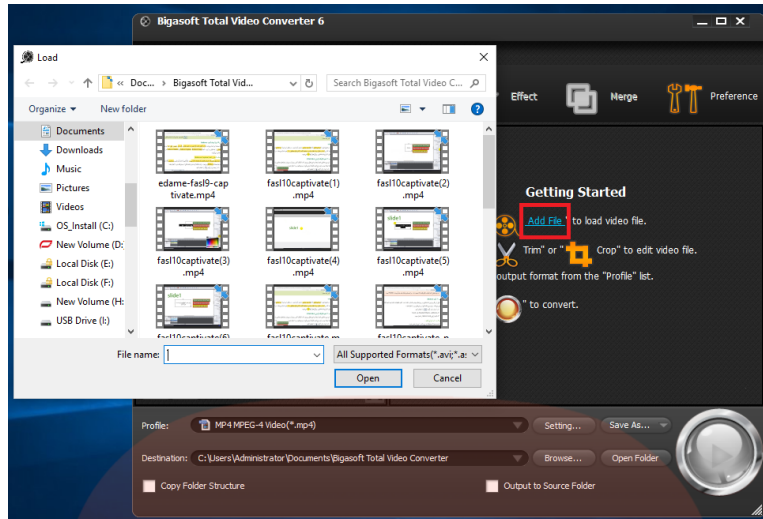 Bigasoft Total Video Converter 6
Load
« Doc... › Bigasoft Total Vid...
Search Bigasoft Total Video C...
Organize
New folder
Effect
Merge
Preference
Documents
Downloads
Music
Pictures
Videos
OS_Install (C:)
New Volume (D:
Local Disk (E:)
Local Disk (F:)
New Volume (H:
USB Drive (I:)
edame-fasl9-cap
tivate.mp4
fasl10captivate(1)
.mp4
fasl10captivate(2)
.mp4
fasl10captivate(3)
.mp4
fasl10captivate(4)
.mp4
fasl10captivate(5)
.mp4
fasl10captivate(6)
Getting Started
Add File " to load video file.
Trim" or " Crop" to edit video file.
output format from the "Profile" list.
" to convert.
File name:
All Supported Formats(*.avi;*.a
Open
Cancel
Profile:
MP4 MPEG-4 Video(*.mp4)
Setting...
Save As...
Destination:
C:\Users\Administrator\Documents\Bigasoft Total Video Converter
Browse...
Open Folder
Copy Folder Structure
Output to Source Folder